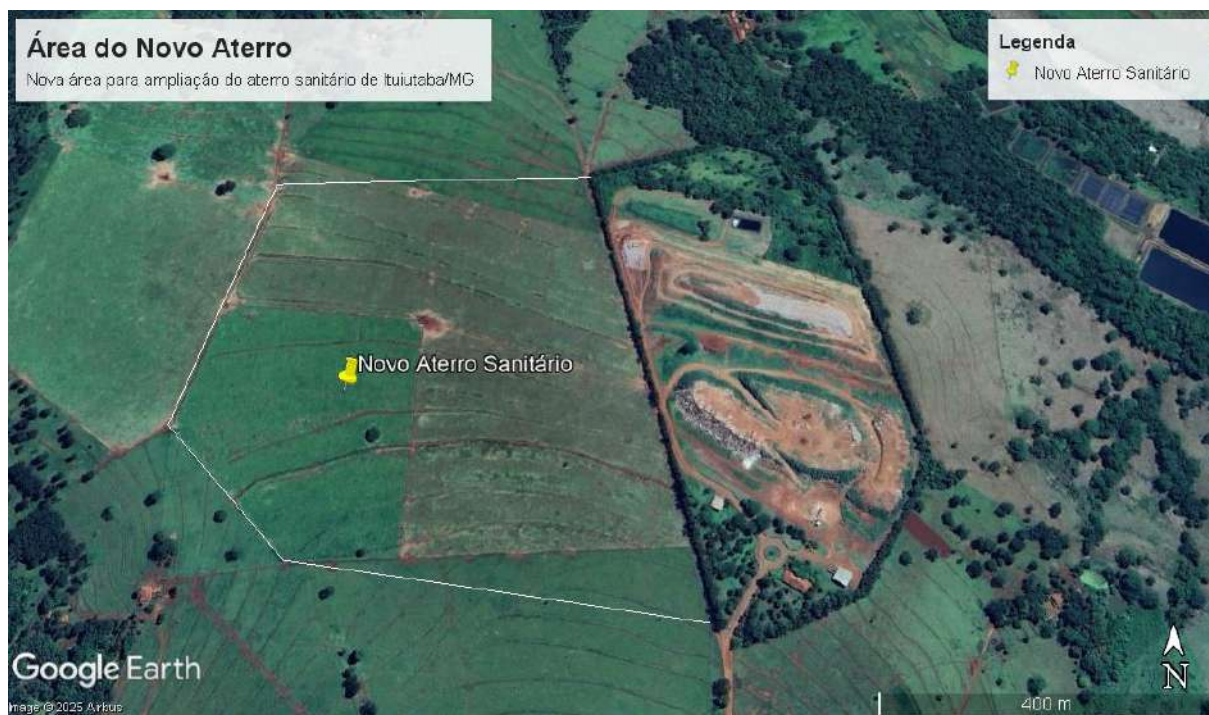 Área do Novo Aterro
Nova área para ampliação do aterro sanitário de Ituiutaba/MG
Legenda
Novo Aterro Sanitário
Novo Aterro Sanitário
Google Earth
Image © 2025 Airbus
400 m
N